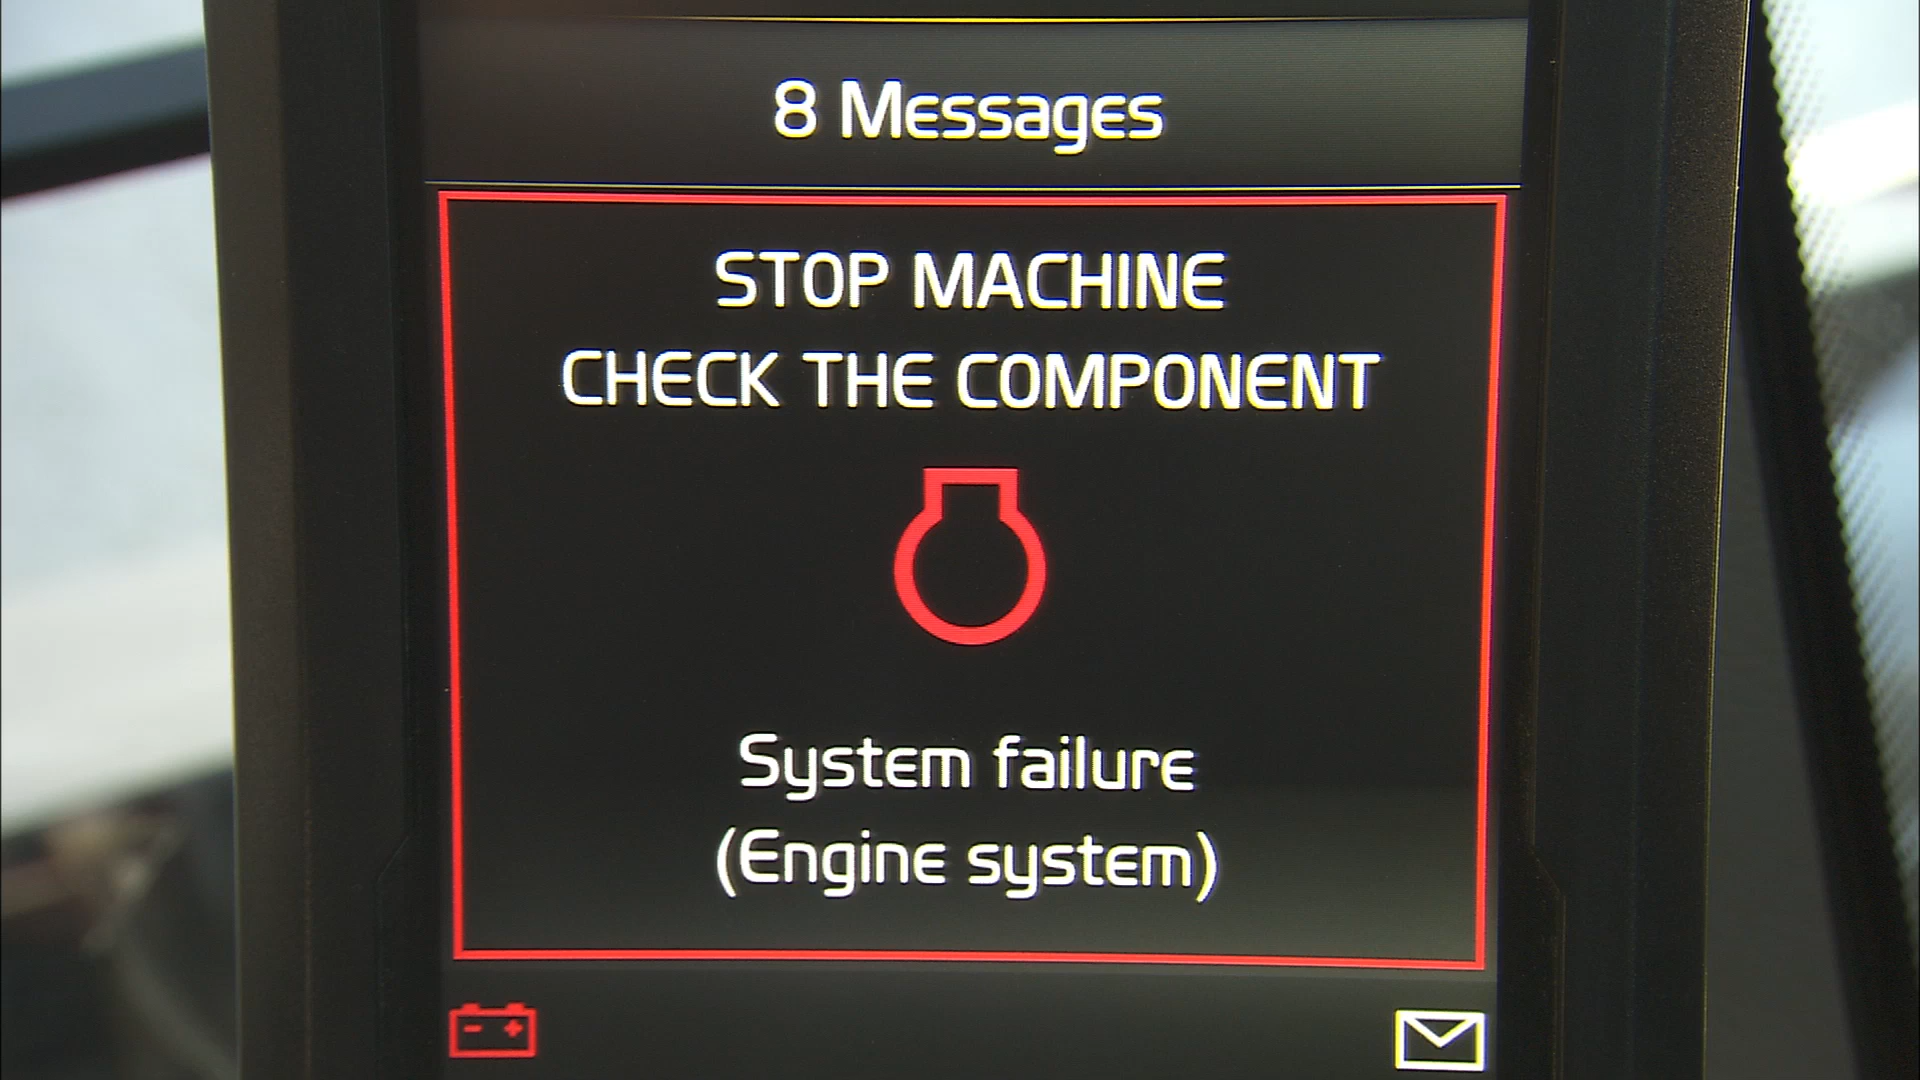 8 Messages
STOP MACHINE
CHECK THE COMPONENT
System failure
(Engine system)